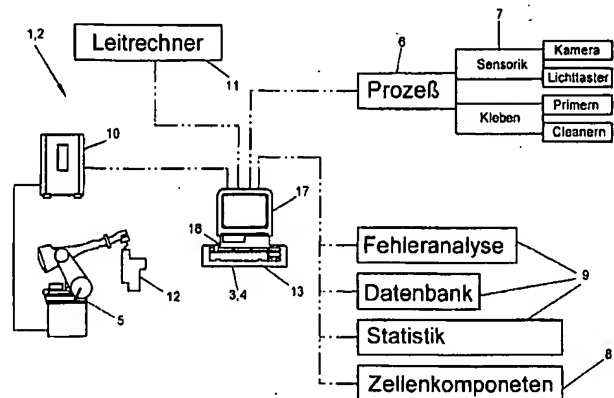 1,2
Leitrechner
11
6
7
Prozeß
Sensorik
Kamera
Lichttaster
Kleben
Primern
Cleanern
10
17
18
3,4
13
5
12
Fehleranalyse
Datenbank
9
Statistik
Zellenkomponeten
8